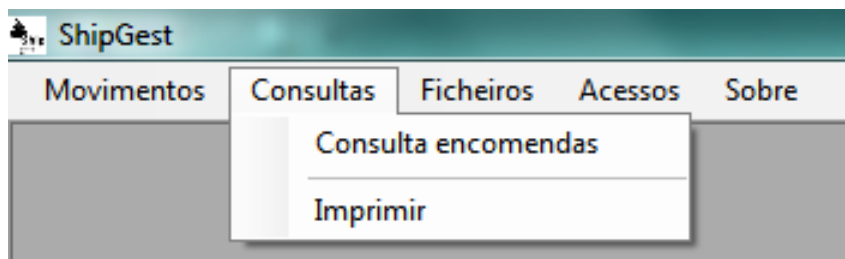 ShipGest
Movimentos Consultas Ficheiros Acessos Sobre
Consulta encomendas
Imprimir